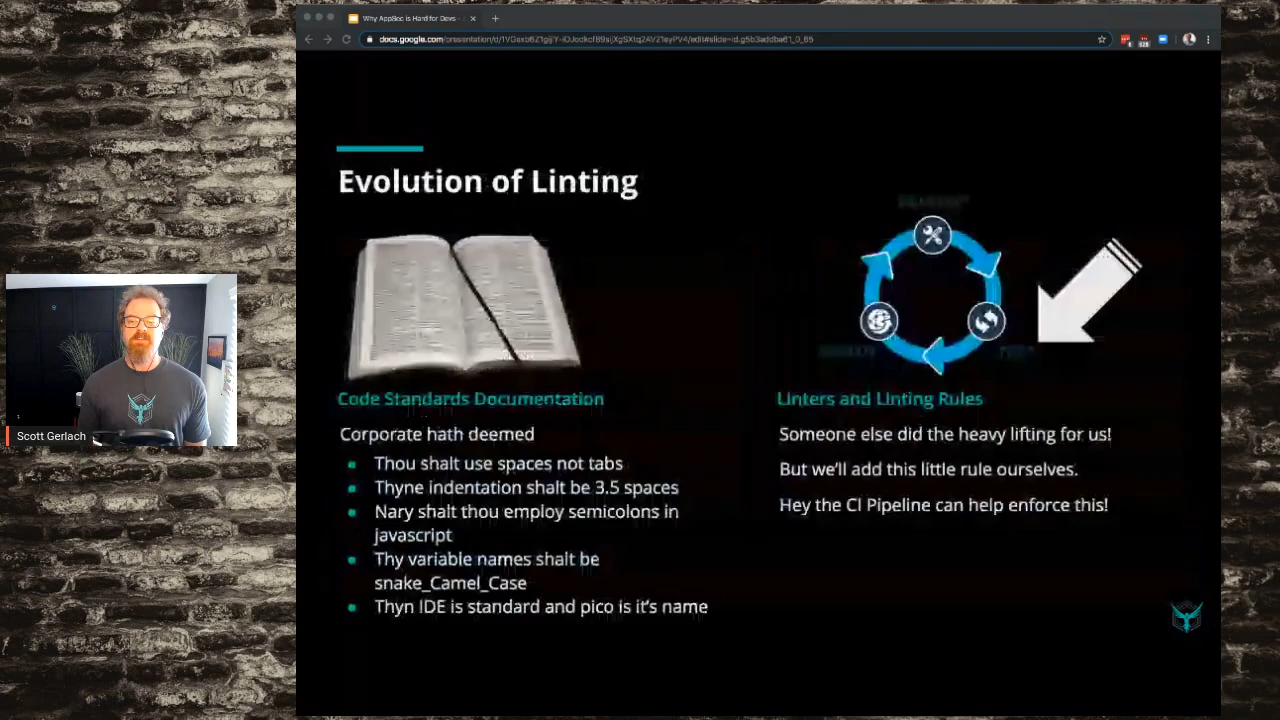 Why AppSec is Hard for Devs -
Scott Gerlach
Evolution of Linting
Code Standards Documentation
Corporate hath deemed
Thou shalt use spaces not tabs
Thyne indentation shalt be 3.5 spaces
Nary shalt thou employ semicolons in
javascript
Thy variable names shalt be
snake_Camel_Case
Thyn IDE is standard and pico is it's name
Linters and Linting Rules
Someone else did the heavy lifting for us!
But we'll add this little rule ourselves.
Hey the CI Pipeline can help enforce this!